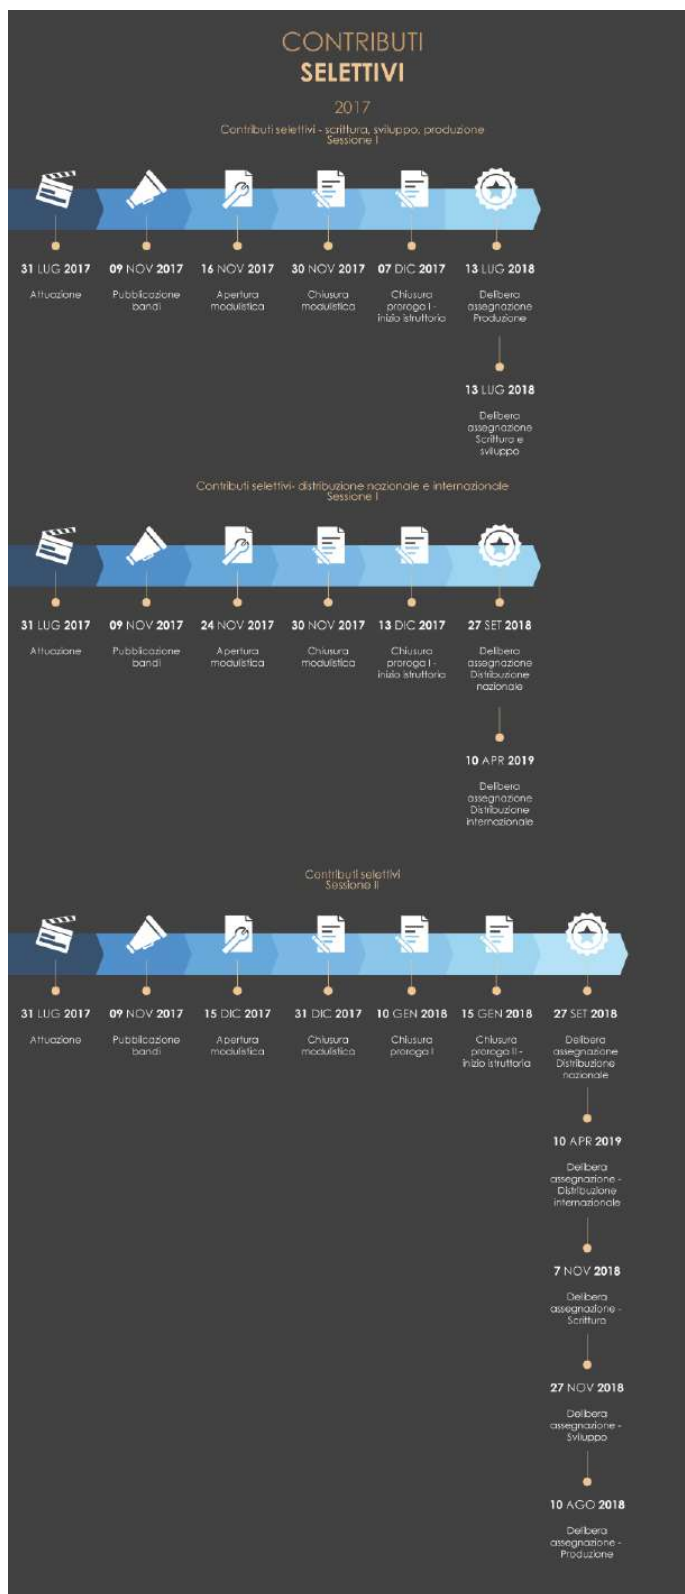 CONTRIBUTI
SELETTIVI
2017
Contributi selettivi - scrittura, sviluppo, produzione
Sessione I
31 LUG 2017 09 NOV 2017 16 NOV 2017 30 NOV 2017 07 DIC 2017 13 LUG 2018
Attuazione Pubblicazione Apertura Chiusura Chiusura Delibera
bandi modulistica modulistica proroga I - assegnazione
inizio istruttoria Produzione
13 LUG 2018
Delibera
assegnazione
Scrittura e
sviluppo
Contributi selettivi- distribuzione nazionale e internazionale
Sessione I
31 LUG 2017 09 NOV 2017 24 NOV 2017 30 NOV 2017 13 DIC 2017 27 SET 2018
Attuazione Pubblicazione Apertura Chiusura Chiusura Delibera
bandi modulistica modulistica proroga I - assegnazione
inizio istruttoria Distribuzione
nazionale
10 APR 2019
Delibera
assegnazione
Distribuzione
internazionale
Contributi selettivi
Sessione II
31 LUG 2017 09 NOV 2017 15 DIC 2017 31 DIC 2017 10 GEN 2018 15 GEN 2018 27 SET 2018
Attuazione Pubblicazione Apertura Chiusura Chiusura Chiusura Delibera
bandi modulistica modulistica proroga I proroga II - assegnazione
inizio istruttoria Distribuzione
nazionale
10 APR 2019
Delibera
assegnazione -
Distribuzione
internazionale
7 NOV 2018
Delibera
assegnazione -
Scrittura
27 NOV 2018
Delibera
assegnazione -
Sviluppo
10 AGO 2018
Delibera
assegnazione -
Produzione